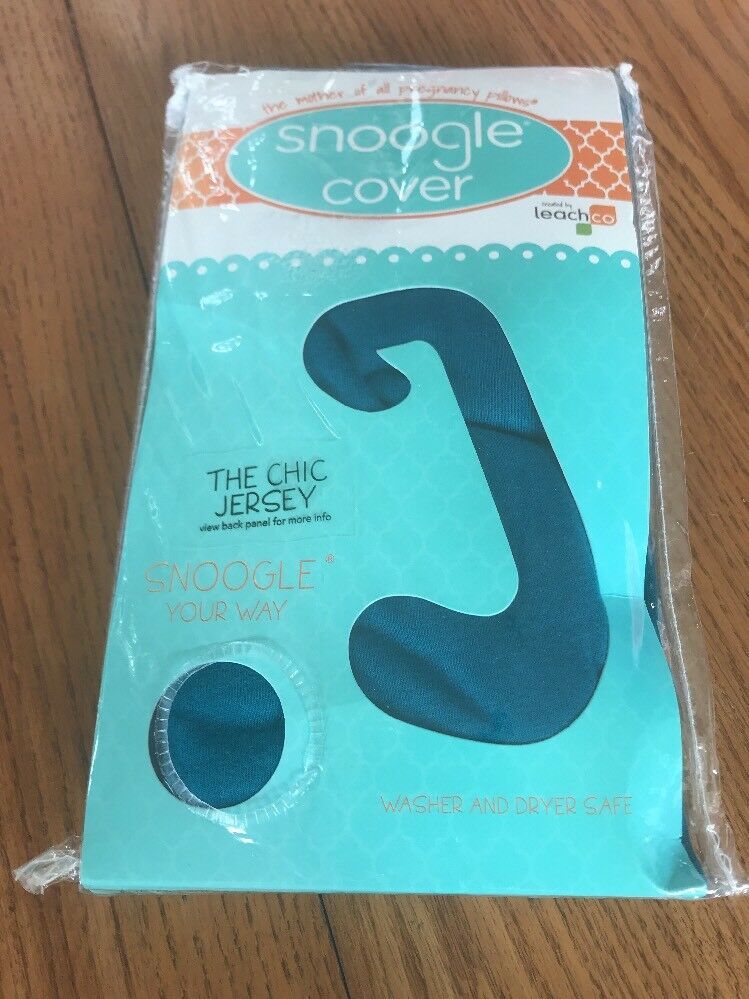 the mother of all pregnancy pillows®
snoogle®
cover
created by
leachco
THE CHIC
JERSEY
view back panel for more info
SNOOGLE®
YOUR WAY
WASHER AND DRYER SAFE